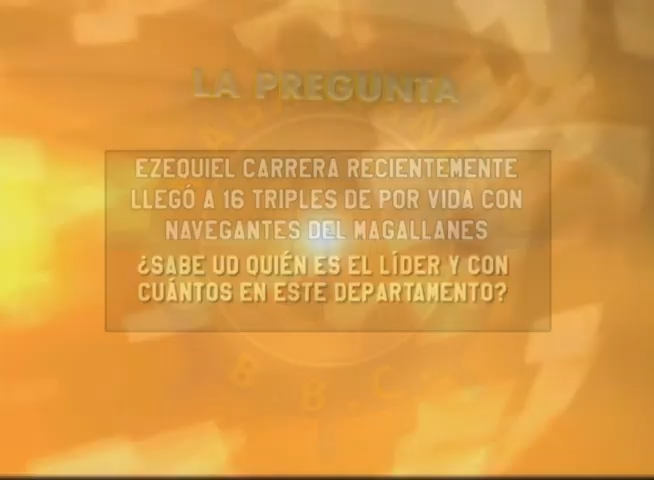 LA PREGUNTA
EZEQUIEL CARRERA RECIENTEMENTE
LLEGÓ A 16 TRIPLES DE POR VIDA CON
NAVEGANTES DEL MAGALLANES
¿SABE UD QUIÉN ES EL LÍDER Y CON
CUÁNTOS EN ESTE DEPARTAMENTO?
B.B.C.